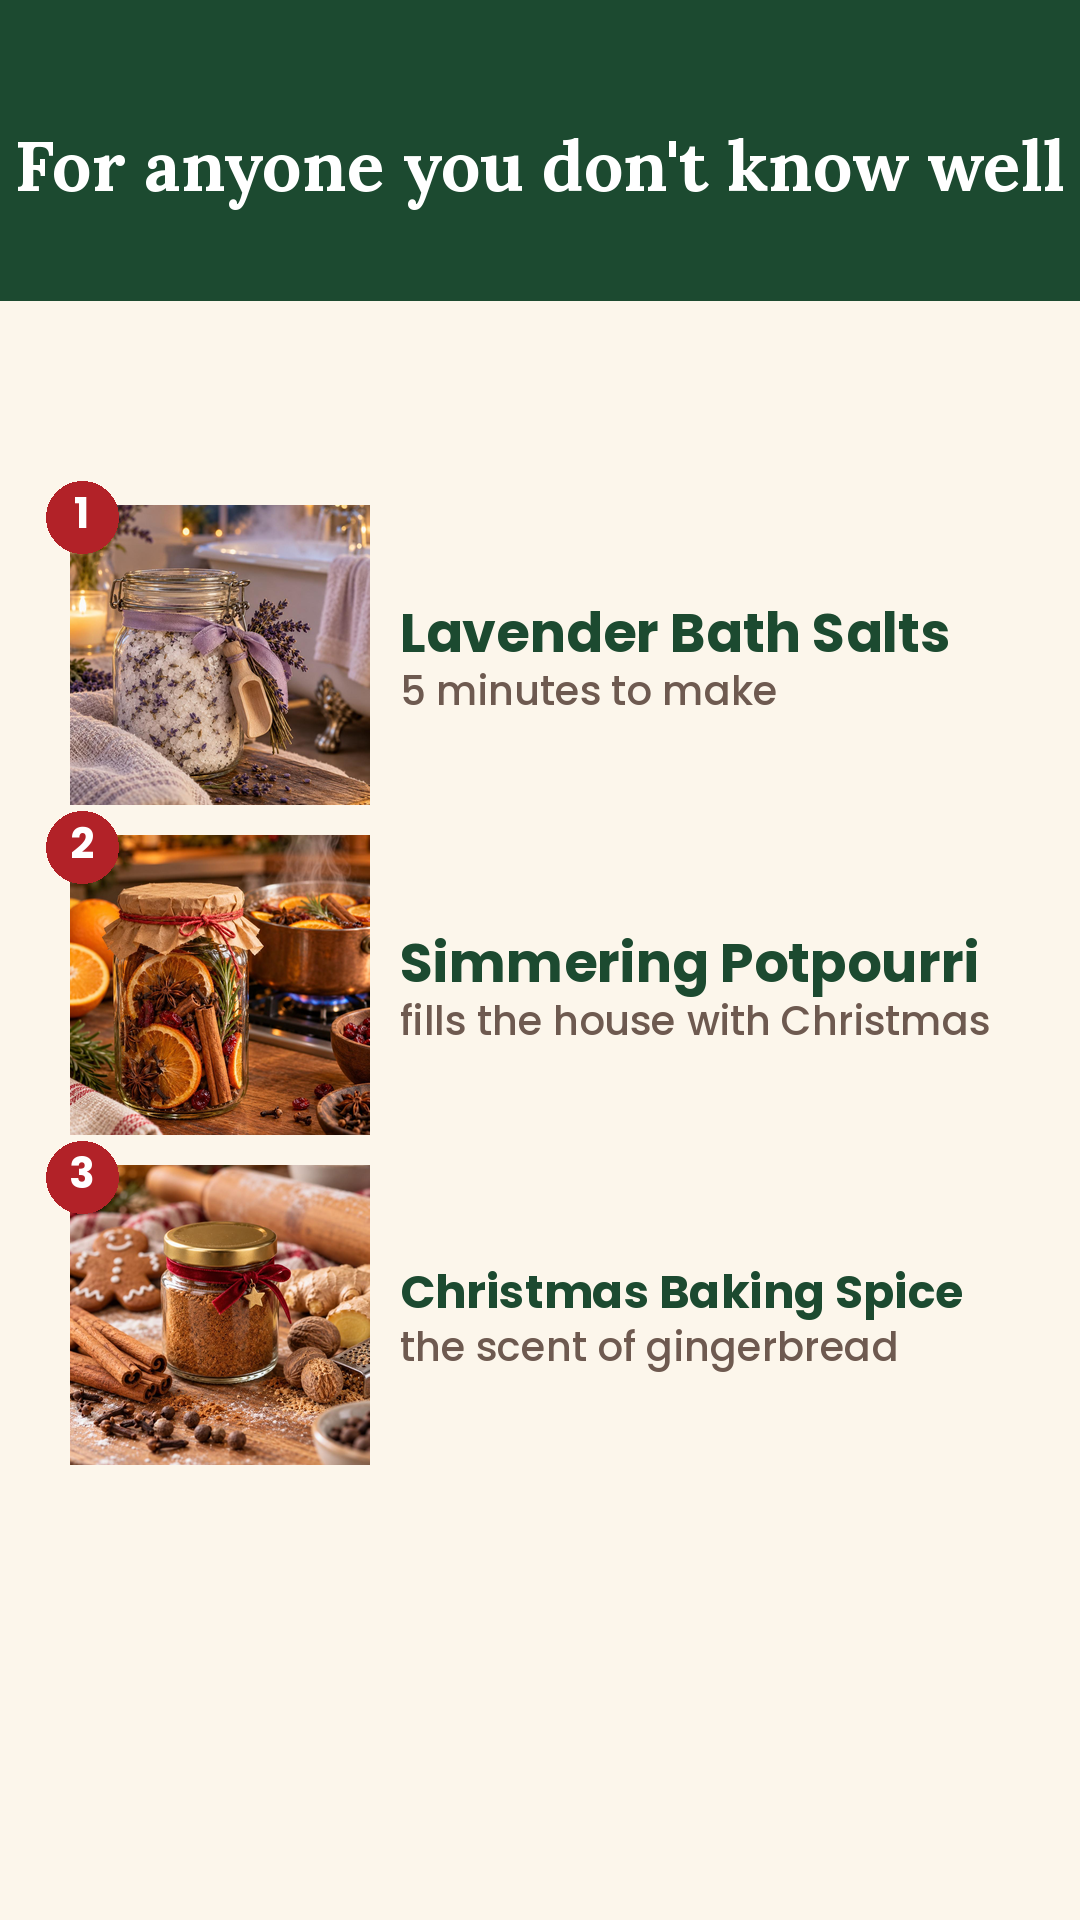 For anyone you don't know well
1
Lavender Bath Salts
5 minutes to make
2
Simmering Potpourri
fills the house with Christmas
3
Christmas Baking Spice
the scent of gingerbread